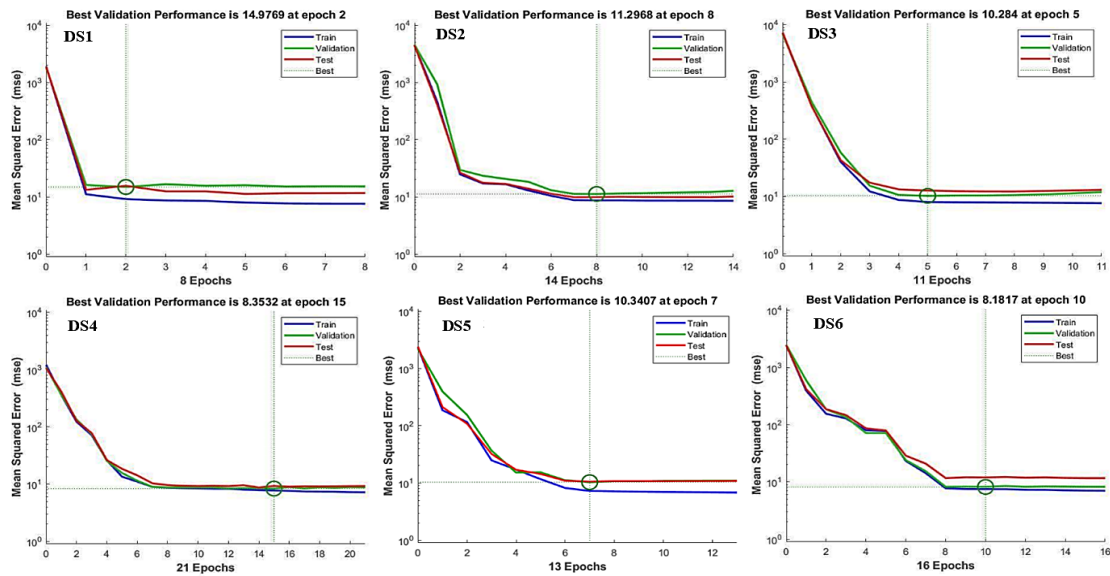 Best Validation Performance is 14.9769 at epoch 2
DS1
Train
Validation
Test
Best
Mean Squared Error (mse)
10^4
10^3
10^2
10^1
10^0
0 1 2 3 4 5 6 7 8
8 Epochs
Best Validation Performance is 11.2968 at epoch 8
DS2
Train
Validation
Test
Best
Mean Squared Error (mse)
10^4
10^3
10^2
10^1
10^0
0 2 4 6 8 10 12 14
14 Epochs
Best Validation Performance is 10.284 at epoch 5
DS3
Train
Validation
Test
Best
Mean Squared Error (mse)
10^4
10^3
10^2
10^1
10^0
0 1 2 3 4 5 6 7 8 9 10 11
11 Epochs
Best Validation Performance is 8.3532 at epoch 15
DS4
Train
Validation
Test
Best
Mean Squared Error (mse)
10^4
10^3
10^2
10^1
10^0
0 2 4 6 8 10 12 14 16 18 20
21 Epochs
Best Validation Performance is 10.3407 at epoch 7
DS5
Train
Validation
Test
Best
Mean Squared Error (mse)
10^4
10^3
10^2
10^1
10^0
0 2 4 6 8 10 12
13 Epochs
Best Validation Performance is 8.1817 at epoch 10
DS6
Train
Validation
Test
Best
Mean Squared Error (mse)
10^4
10^3
10^2
10^1
10^0
0 2 4 6 8 10 12 14 16
16 Epochs